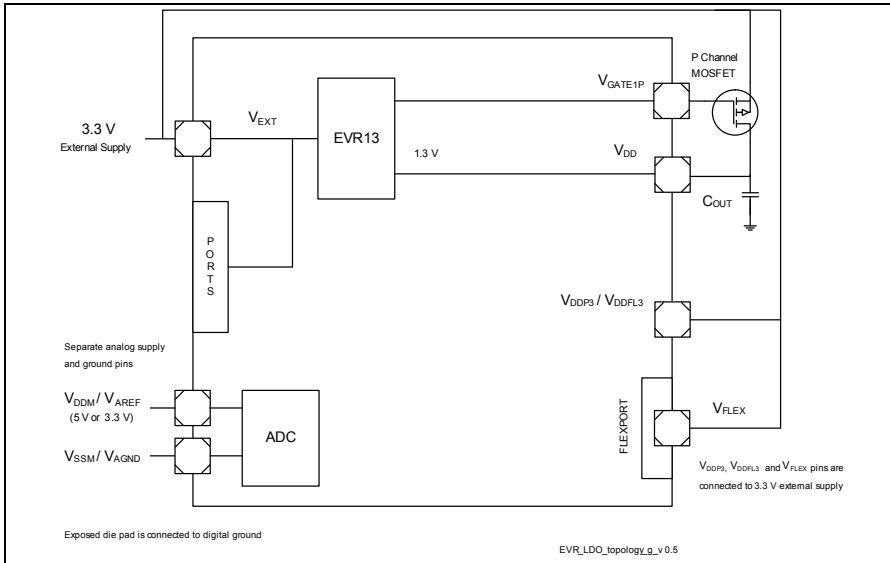 P Channel
MOSFET
VGATE1P
3.3 V
External Supply
VEXT
EVR13
1.3 V
VDD
COUT
PORTS
VDDP3 / VDDFL3
Separate analog supply
and ground pins
VDDM / VAREF
(5 V or 3.3 V)
ADC
VSSM / VAGND
FLEXPORT
VFLEX
VDDP3, VDDFL3 and VFLEX pins are
connected to 3.3 V external supply
Exposed die pad is connected to digital ground
EVR_LDO_topology_g_v 0.5